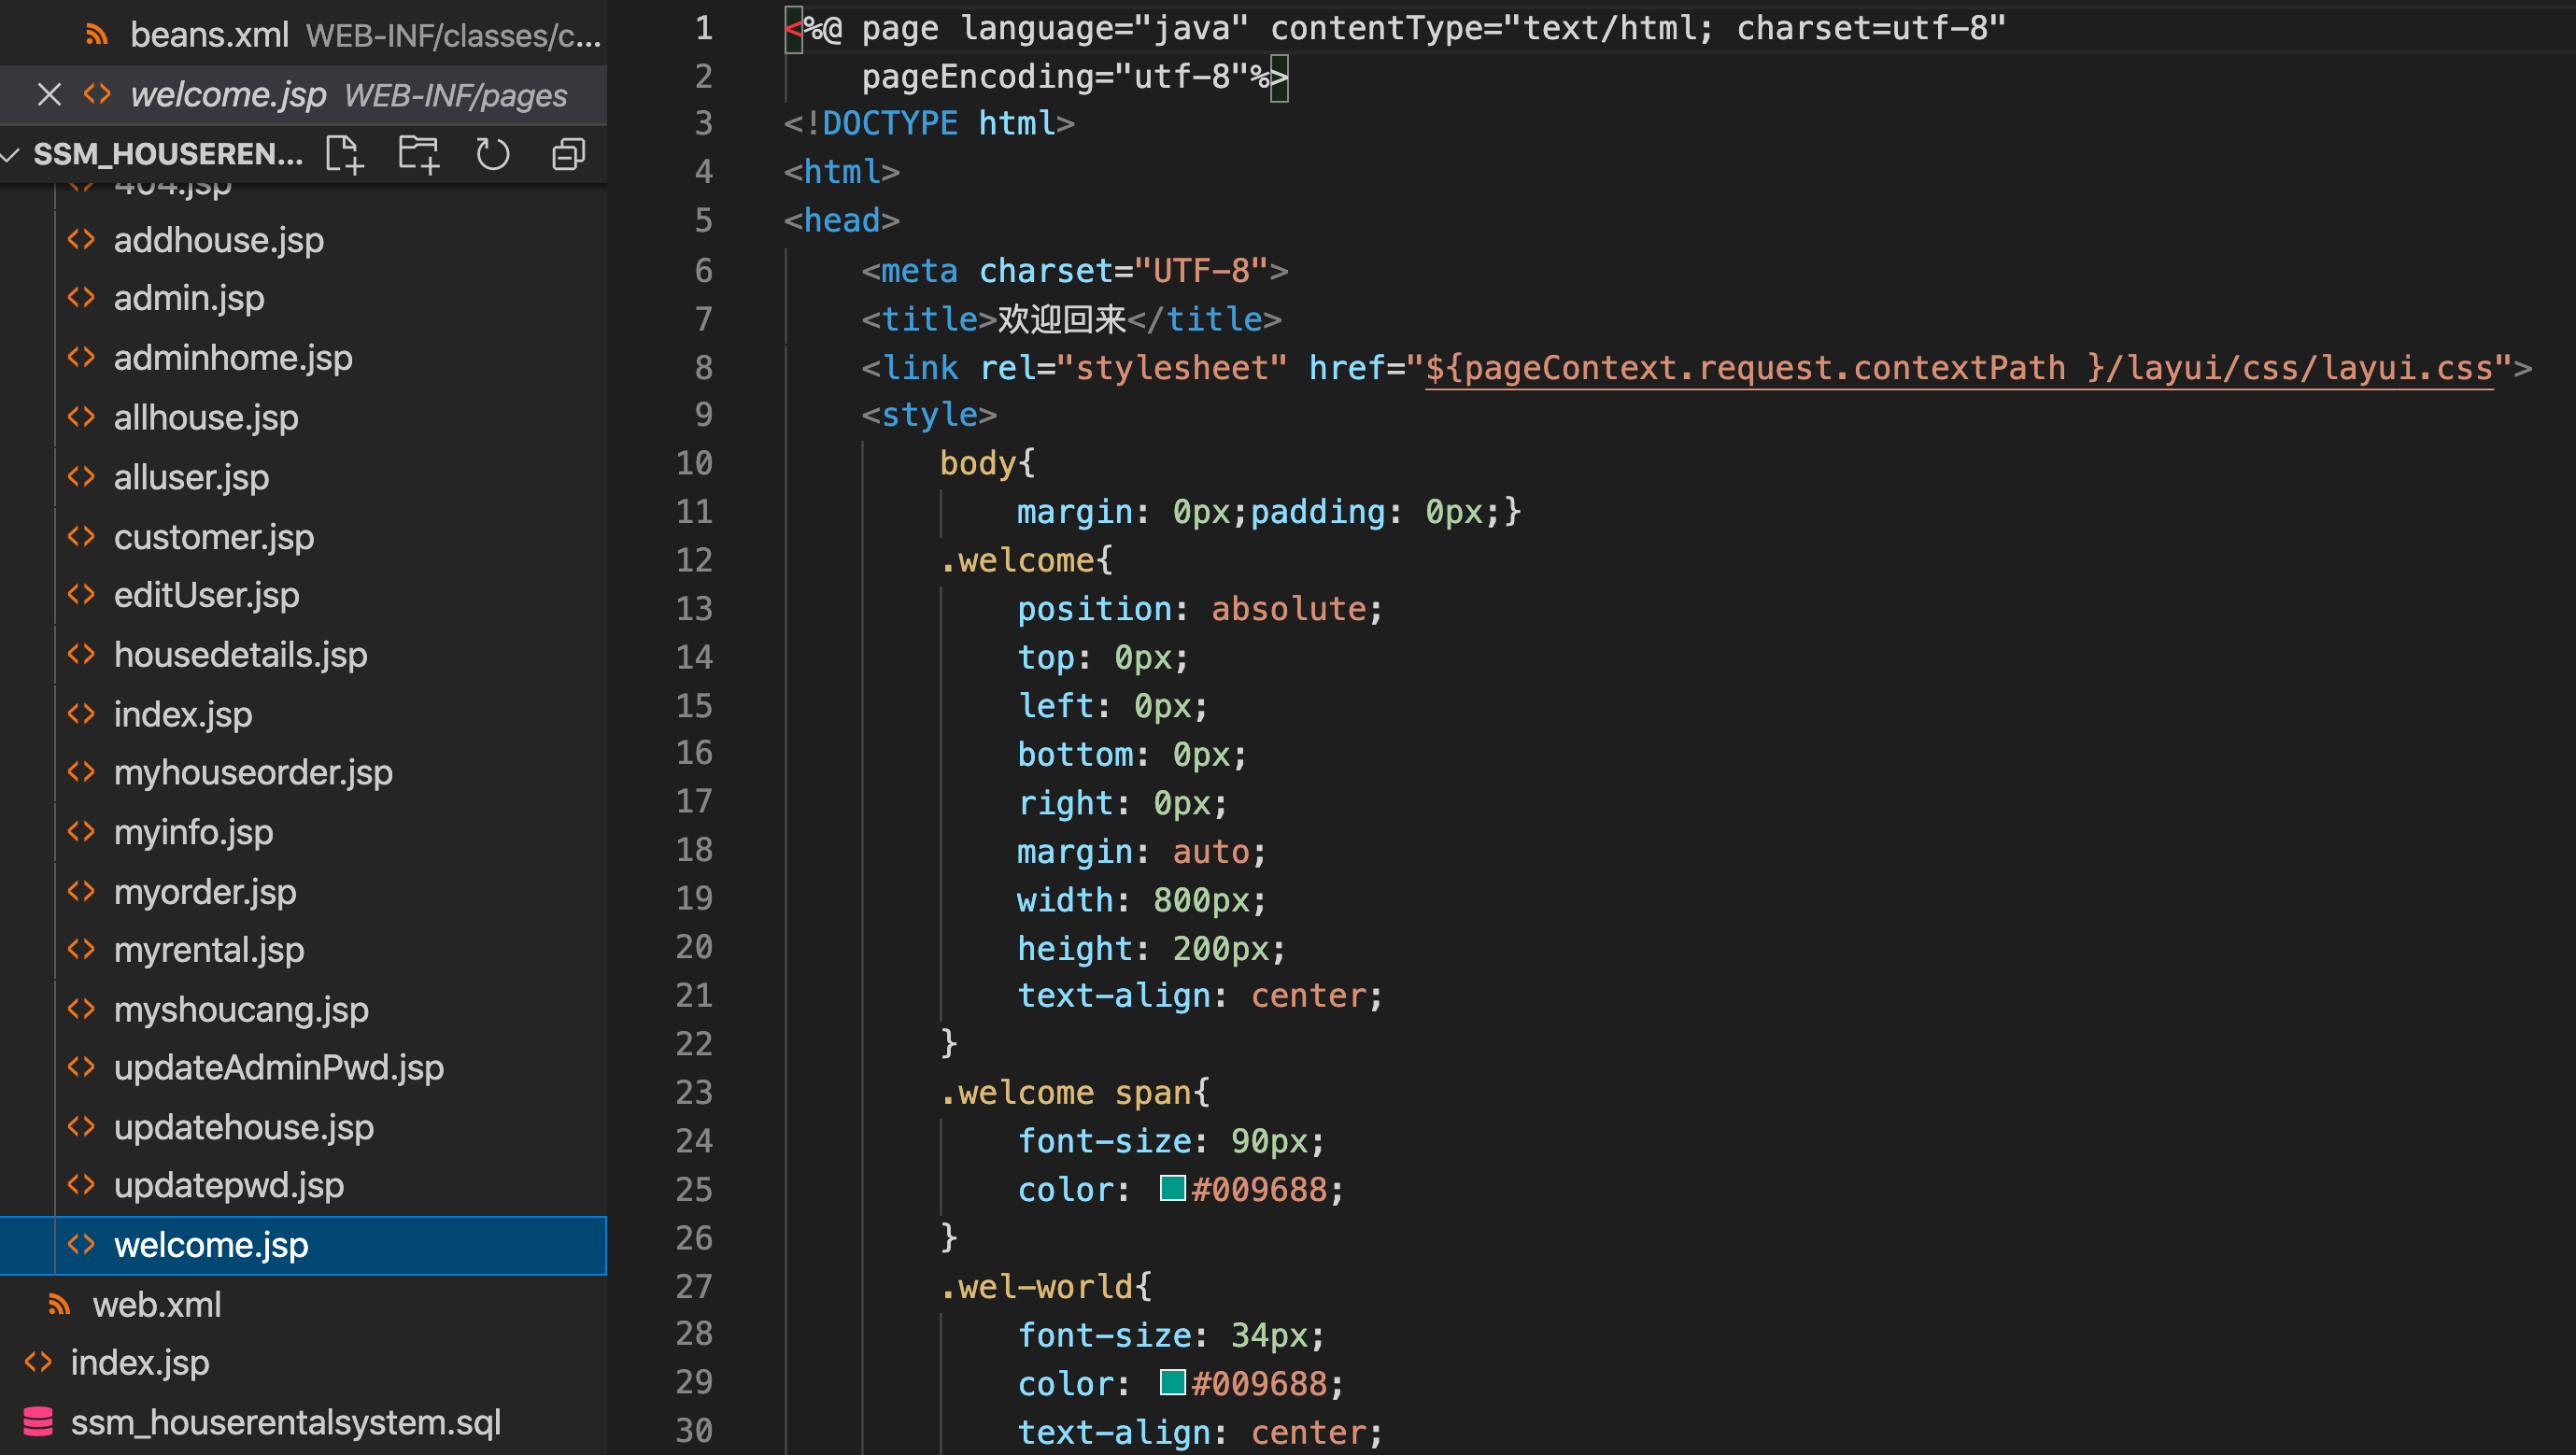 beans.xml WEB-INF/classes/c...
welcome.jsp WEB-INF/pages
SSM_HOUSEREN...
404.jsp
addhouse.jsp
admin.jsp
adminhome.jsp
allhouse.jsp
alluser.jsp
customer.jsp
editUser.jsp
housedetails.jsp
index.jsp
myhouseorder.jsp
myinfo.jsp
myorder.jsp
myrental.jsp
myshoucang.jsp
updateAdminPwd.jsp
updatehouse.jsp
updatepwd.jsp
welcome.jsp
web.xml
index.jsp
ssm_houserentalsystem.sql
1 <%@ page language="java" contentType="text/html; charset=utf-8"
2 pageEncoding="utf-8"%>
3 <!DOCTYPE html>
4 <html>
5 <head>
6 <meta charset="UTF-8">
7 <title>欢迎回来</title>
8 <link rel="stylesheet" href="${pageContext.request.contextPath }/layui/css/layui.css">
9 <style>
10 body{
11 margin: 0px;padding: 0px;}
12 .welcome{
13 position: absolute;
14 top: 0px;
15 left: 0px;
16 bottom: 0px;
17 right: 0px;
18 margin: auto;
19 width: 800px;
20 height: 200px;
21 text-align: center;
22 }
23 .welcome span{
24 font-size: 90px;
25 color: #009688;
26 }
27 .wel-world{
28 font-size: 34px;
29 color: #009688;
30 text-align: center;